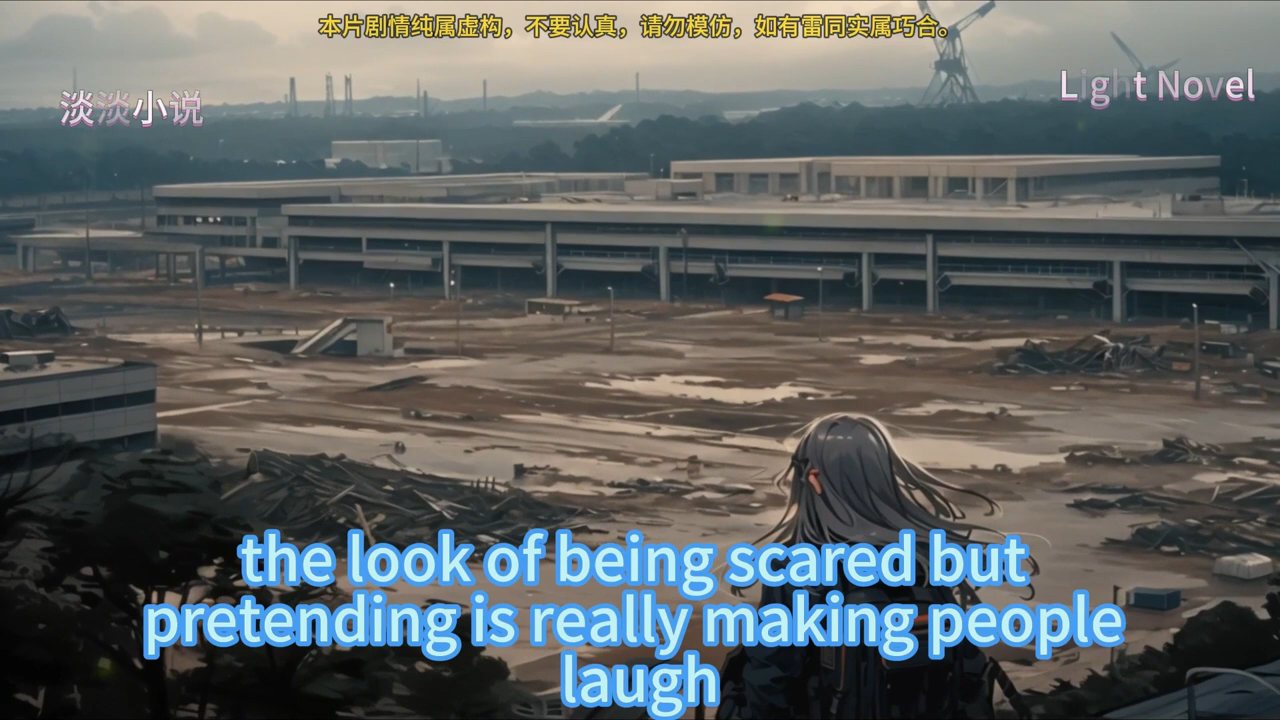 本片剧情纯属虚构，不要认真，请勿模仿，如有雷同实属巧合。
淡淡小说
Light Novel
the look of being scared but
pretending is really making people
laugh